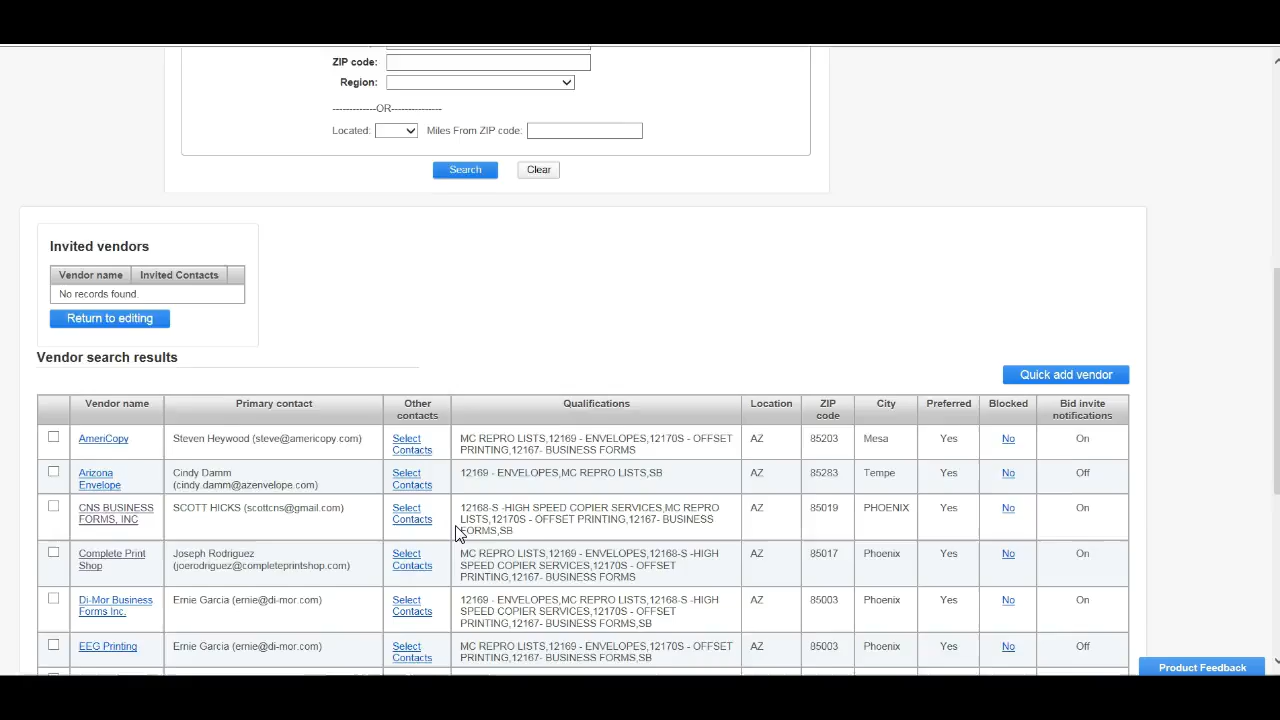 ZIP code:
Region:
-------------OR---------------
Located: Miles From ZIP code:
Search Clear
Invited vendors
Vendor name Invited Contacts
No records found.
Return to editing
Vendor search results
Quick add vendor
Vendor name Primary contact Other contacts Qualifications Location ZIP code City Preferred Blocked Bid invite notifications
AmeriCopy Steven Heywood (steve@americopy.com) Select MC REPRO LISTS,12169 - ENVELOPES,12170S - OFFSET AZ 85203 Mesa Yes No On
Contacts PRINTING,12167- BUSINESS FORMS
Arizona Cindy Damm Select 12169 - ENVELOPES,MC REPRO LISTS,SB AZ 85283 Tempe Yes No Off
Envelope (cindy.damm@azenvelope.com) Contacts
CNS BUSINESS SCOTT HICKS (scottcns@gmail.com) Select 12168-S -HIGH SPEED COPIER SERVICES,MC REPRO AZ 85019 PHOENIX Yes No On
FORMS, INC Contacts LISTS,12170S - OFFSET PRINTING,12167- BUSINESS
FORMS,SB
Complete Print Joseph Rodriguez Select MC REPRO LISTS,12169 - ENVELOPES,12168-S -HIGH AZ 85017 Phoenix Yes No On
Shop (joerodriguez@completeprintshop.com) Contacts SPEED COPIER SERVICES,12170S - OFFSET
PRINTING,12167- BUSINESS FORMS
Di-Mor Business Ernie Garcia (ernie@di-mor.com) Select 12169 - ENVELOPES,MC REPRO LISTS,12168-S -HIGH AZ 85003 Phoenix Yes No On
Forms Inc. Contacts SPEED COPIER SERVICES,12170S - OFFSET
PRINTING,12167- BUSINESS FORMS,SB
EEG Printing Ernie Garcia (ernie@di-mor.com) Select MC REPRO LISTS,12169 - ENVELOPES,12170S - OFFSET AZ 85003 Phoenix Yes No Off
Contacts PRINTING,12167- BUSINESS FORMS,SB
Product Feedback